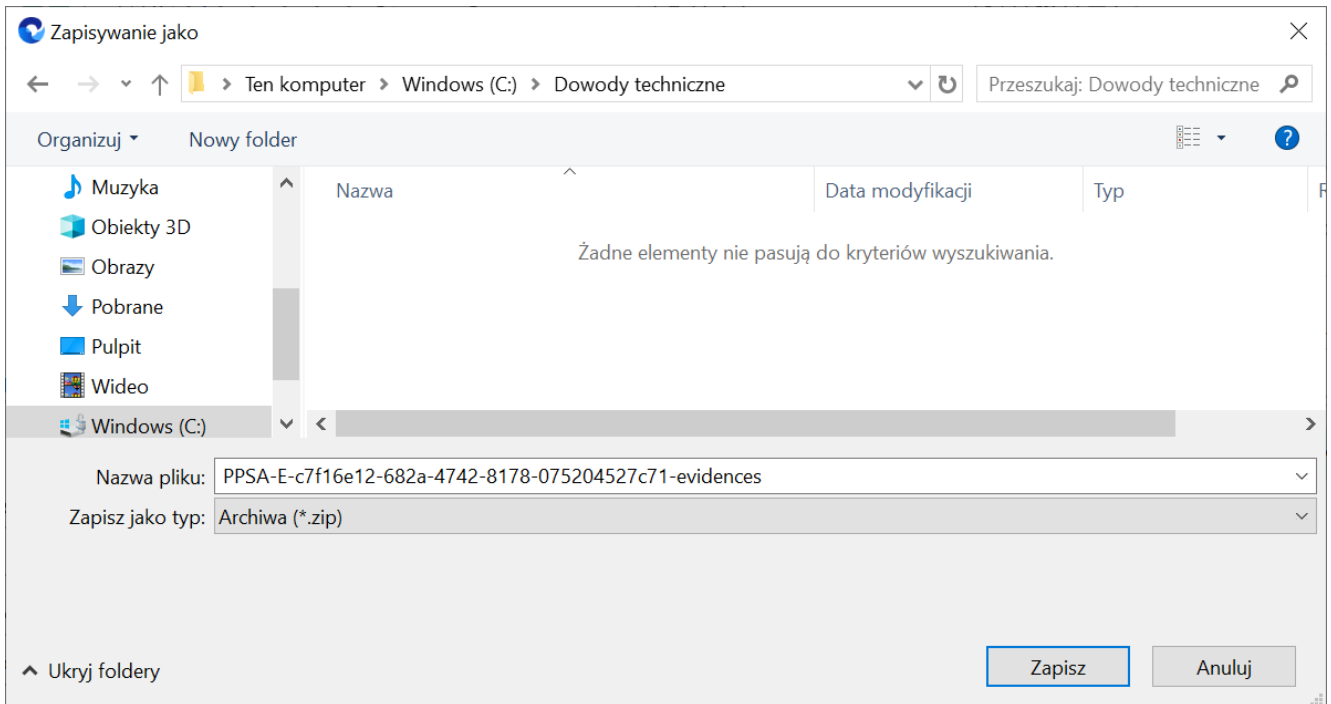 Zapisywanie jako
Ten komputer > Windows (C:) > Dowody techniczne
Przeszukaj: Dowody techniczne
Organizuj
Nowy folder
Muzyka
Obiekty 3D
Obrazy
Pobrane
Pulpit
Wideo
Windows (C:)
Nazwa
Data modyfikacji
Typ
Żadne elementy nie pasują do kryteriów wyszukiwania.
Nazwa pliku: PPSA-E-c7f16e12-682a-4742-8178-075204527c71-evidences
Zapisz jako typ: Archiwa (*.zip)
Ukryj foldery
Zapisz
Anuluj